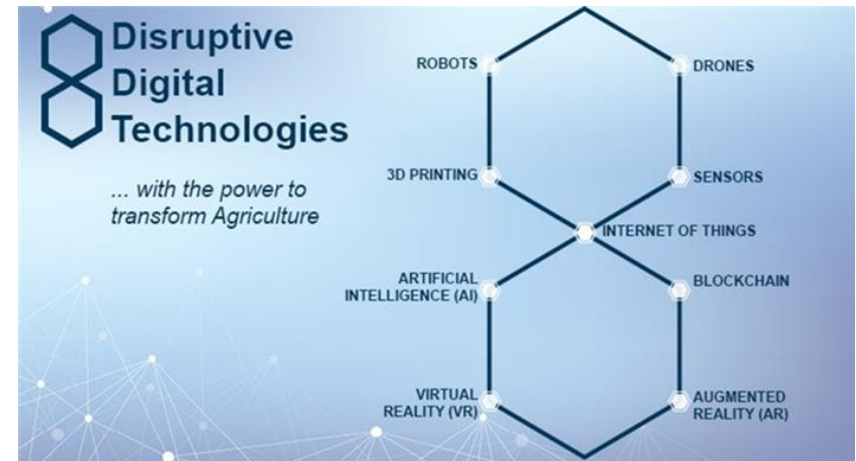 Disruptive
Digital
Technologies
... with the power to
transform Agriculture
ROBOTS
DRONES
3D PRINTING
SENSORS
INTERNET OF THINGS
ARTIFICIAL
INTELLIGENCE (AI)
BLOCKCHAIN
VIRTUAL
REALITY (VR)
AUGMENTED
REALITY (AR)